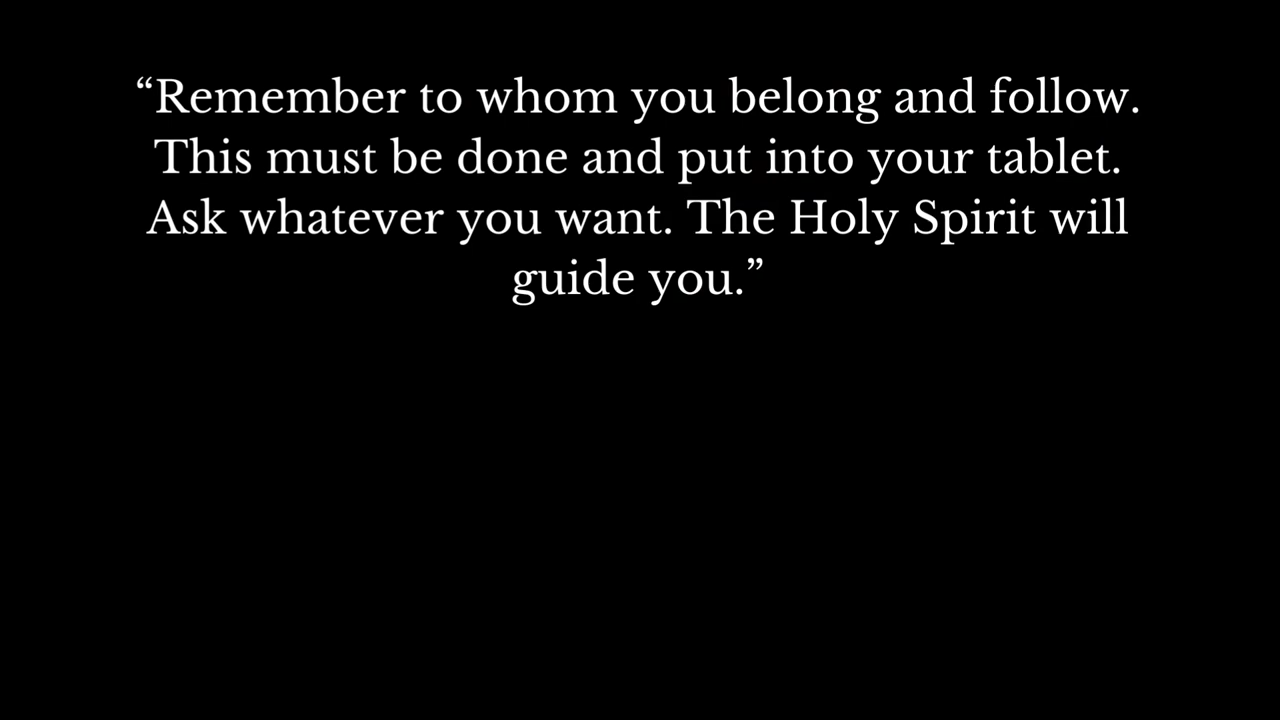 “Remember to whom you belong and follow.
This must be done and put into your tablet.
Ask whatever you want. The Holy Spirit will
guide you.”